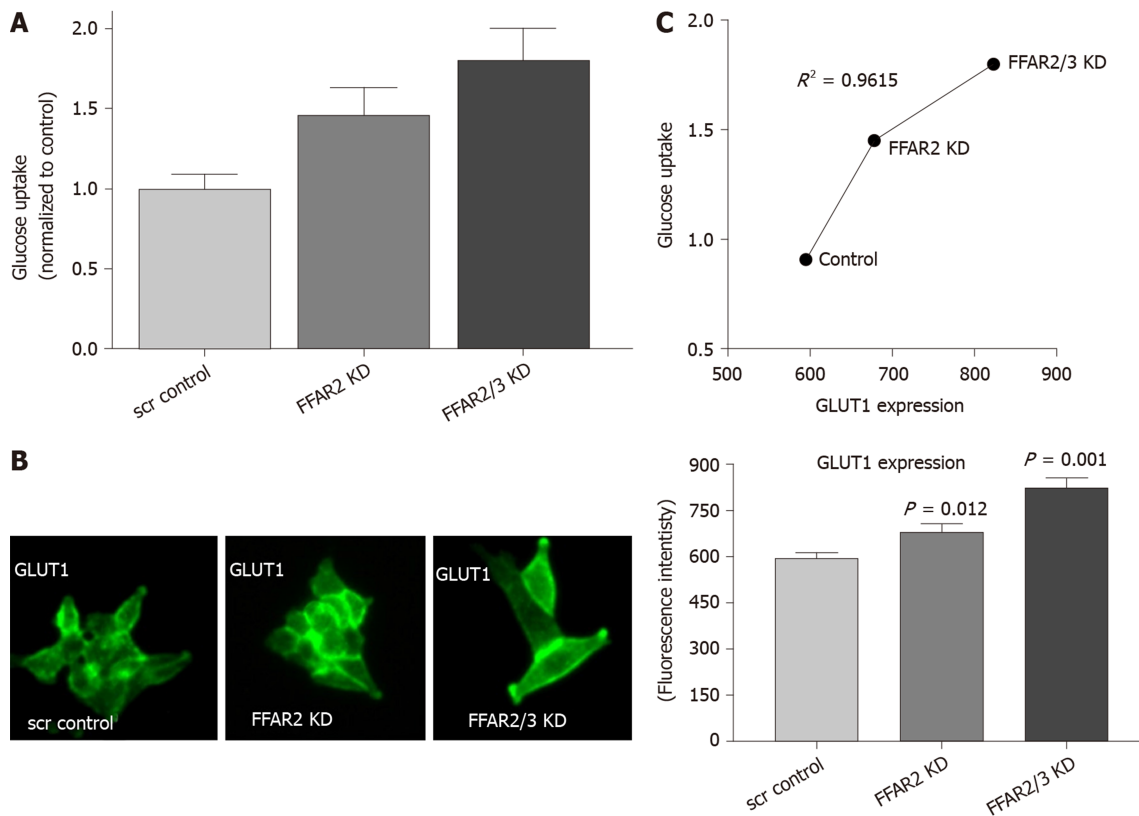 A
2.0
1.5
1.0
0.5
0.0
Glucose uptake
(normalized to control)
scr control
FFAR2 KD
FFAR2/3 KD
C
2.0
1.5
1.0
0.5
Glucose uptake
R² = 0.9615
FFAR2/3 KD
FFAR2 KD
Control
500 600 700 800 900
GLUT1 expression
B
GLUT1
scr control
GLUT1
FFAR2 KD
GLUT1
FFAR2/3 KD
GLUT1 expression
P = 0.012
P = 0.001
900
750
600
450
300
150
0
(Fluorescence intentisty)
scr control
FFAR2 KD
FFAR2/3 KD